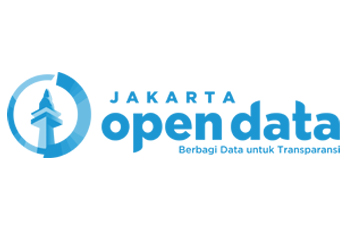 JAKARTA
open data
Berbagi Data untuk Transparansi